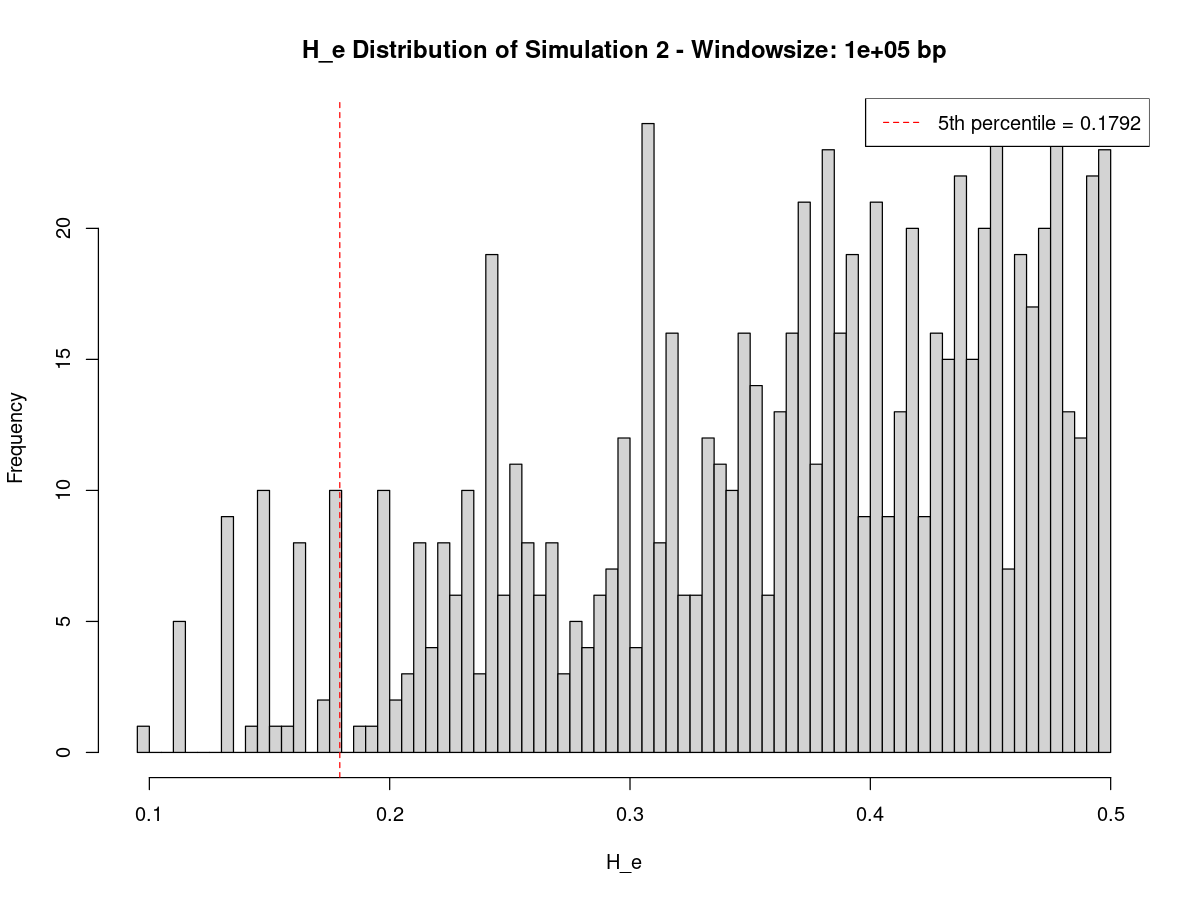 H_e Distribution of Simulation 2 - Windowsize: 1e+05 bp
5th percentile = 0.1792
Frequency
20
15
10
5
0
0.1 0.2 0.3 0.4 0.5
H_e